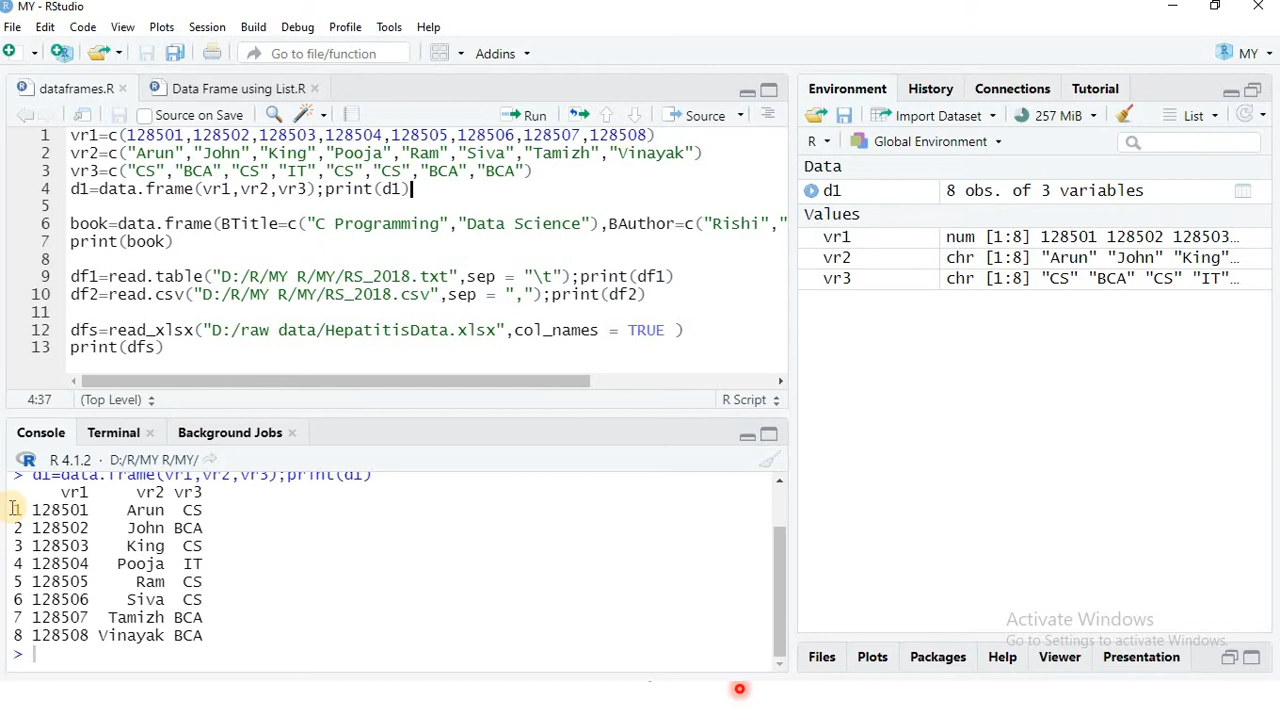 MY - RStudio
File Edit Code View Plots Session Build Debug Profile Tools Help
Go to file/function Addins MY
dataframes.R Data Frame using List.R
Source on Save Run Source
1 vr1=c(128501,128502,128503,128504,128505,128506,128507,128508)
2 vr2=c("Arun","John","King","Pooja","Ram","Siva","Tamizh","Vinayak")
3 vr3=c("CS","BCA","CS","IT","CS","CS","BCA","BCA")
4 d1=data.frame(vr1,vr2,vr3);print(d1)
5
6 book=data.frame(BTitle=c("C Programming","Data Science"),BAuthor=c("Rishi","
7 print(book)
8
9 df1=read.table("D:/R/MY R/MY/RS_2018.txt",sep = "\t");print(df1)
10 df2=read.csv("D:/R/MY R/MY/RS_2018.csv",sep = ",");print(df2)
11
12 dfs=read_xlsx("D:/raw data/HepatitisData.xlsx",col_names = TRUE )
13 print(dfs)
4:37 (Top Level) R Script
Console Terminal Background Jobs
R 4.1.2 · D:/R/MY R/MY/
> d1=data.frame(vr1,vr2,vr3);print(d1)
vr1 vr2 vr3
1 128501 Arun CS
2 128502 John BCA
3 128503 King CS
4 128504 Pooja IT
5 128505 Ram CS
6 128506 Siva CS
7 128507 Tamizh BCA
8 128508 Vinayak BCA
>
Environment History Connections Tutorial
Import Dataset 257 MiB List
R Global Environment
Data
d1 8 obs. of 3 variables
Values
vr1 num [1:8] 128501 128502 128503…
vr2 chr [1:8] "Arun" "John" "King"…
vr3 chr [1:8] "CS" "BCA" "CS" "IT"…
Activate Windows
Go to Settings to activate Windows.
Files Plots Packages Help Viewer Presentation